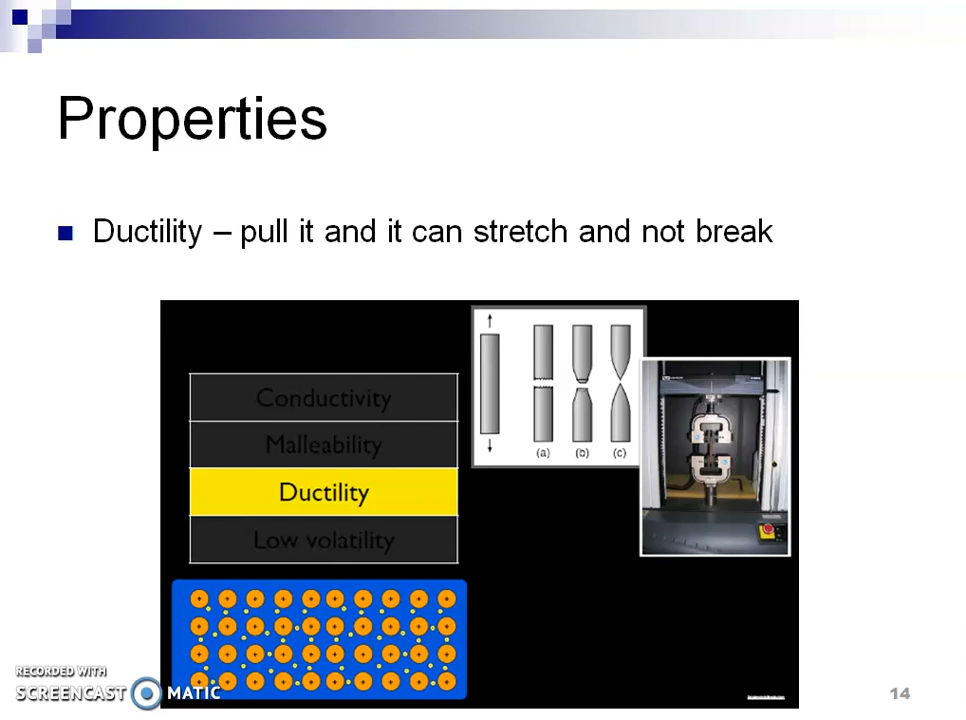 Properties
Ductility – pull it and it can stretch and not break
Conductivity
Malleability
Ductility
Low volatility
(a) (b) (c)
RECORDED WITH
SCREENCAST MATIC
14